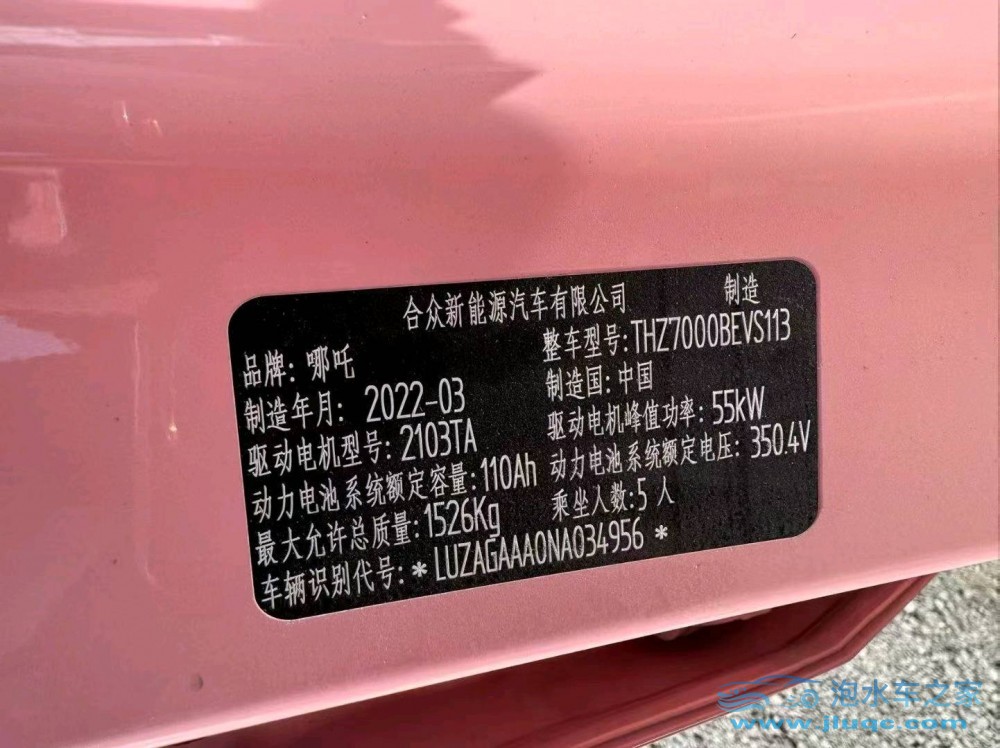 合众新能源汽车有限公司 制造
品牌: 哪吒 整车型号:THZ7000BEVS113
制造年月: 2022-03 制造国: 中国
驱动电机型号: 2103TA 驱动电机峰值功率: 55kW
动力电池系统额定容量: 110Ah 动力电池系统额定电压: 350.4V
最大允许总质量: 1526Kg 乘坐人数: 5 人
车辆识别代号: * LUZAGAAA0NA034956 *
泡水车之家
www.jtuqc.com